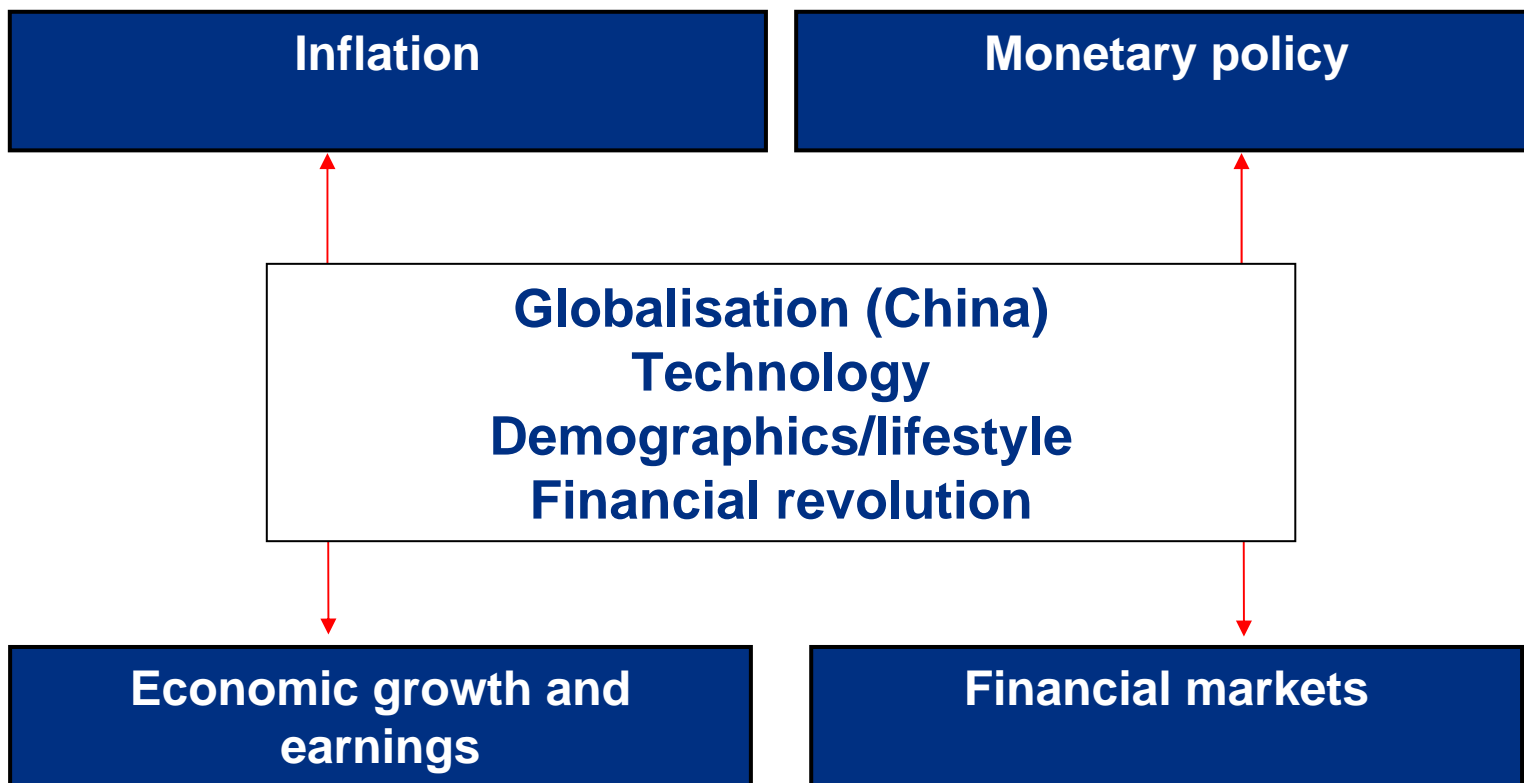 Inflation
Monetary policy
Globalisation (China)
Technology
Demographics/lifestyle
Financial revolution
Economic growth and
earnings
Financial markets